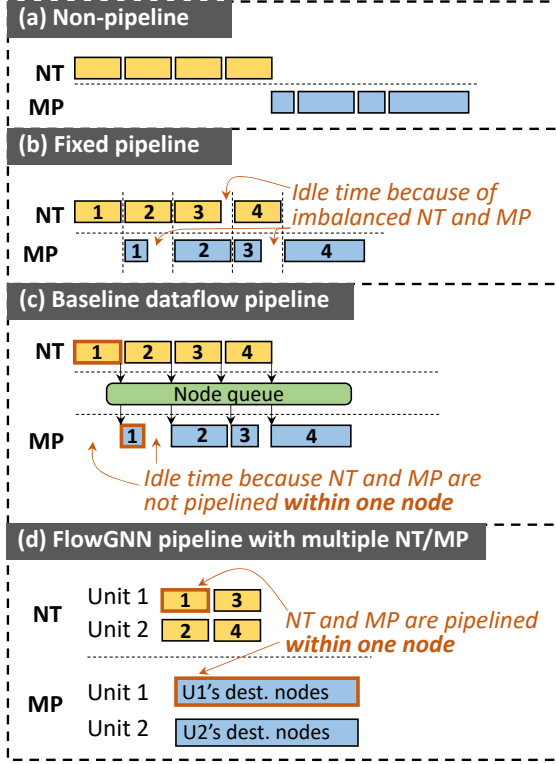 (a) Non-pipeline
NT
MP
(b) Fixed pipeline
Idle time because of
imbalanced NT and MP
NT 1 2 3 4
MP 1 2 3 4
(c) Baseline dataflow pipeline
NT 1 2 3 4
Node queue
MP 1 2 3 4
Idle time because NT and MP are
not pipelined within one node
(d) FlowGNN pipeline with multiple NT/MP
NT
Unit 1 1 3
Unit 2 2 4
NT and MP are pipelined
within one node
MP
Unit 1 U1's dest. nodes
Unit 2 U2's dest. nodes